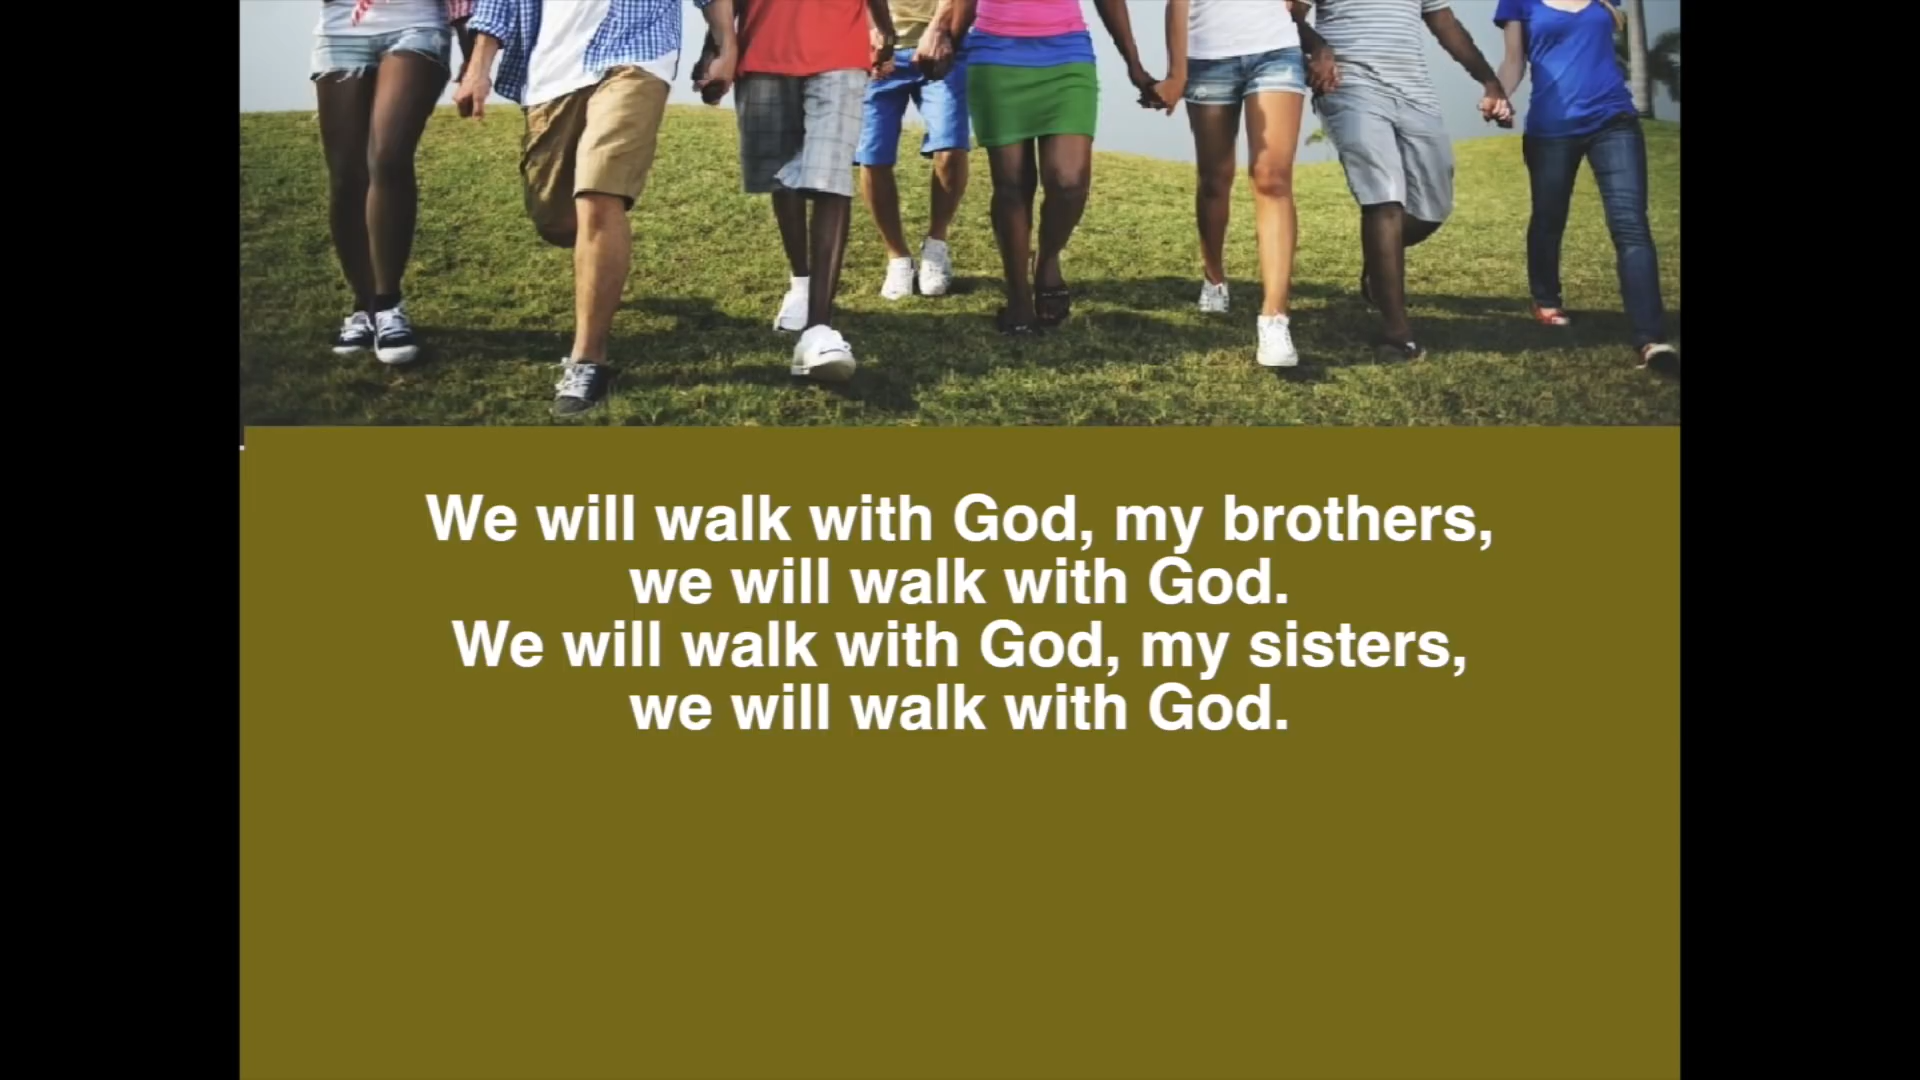 We will walk with God, my brothers,
we will walk with God.
We will walk with God, my sisters,
we will walk with God.